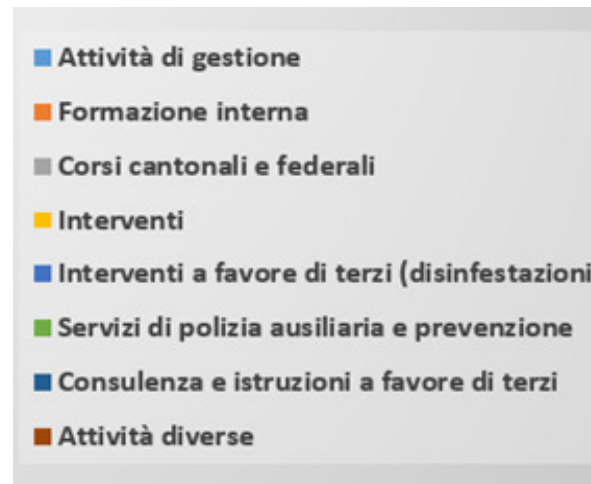 Attività di gestione
Formazione interna
Corsi cantonali e federali
Interventi
Interventi a favore di terzi (disinfestazioni
Servizi di polizia ausiliaria e prevenzione
Consulenza e istruzioni a favore di terzi
Attività diverse